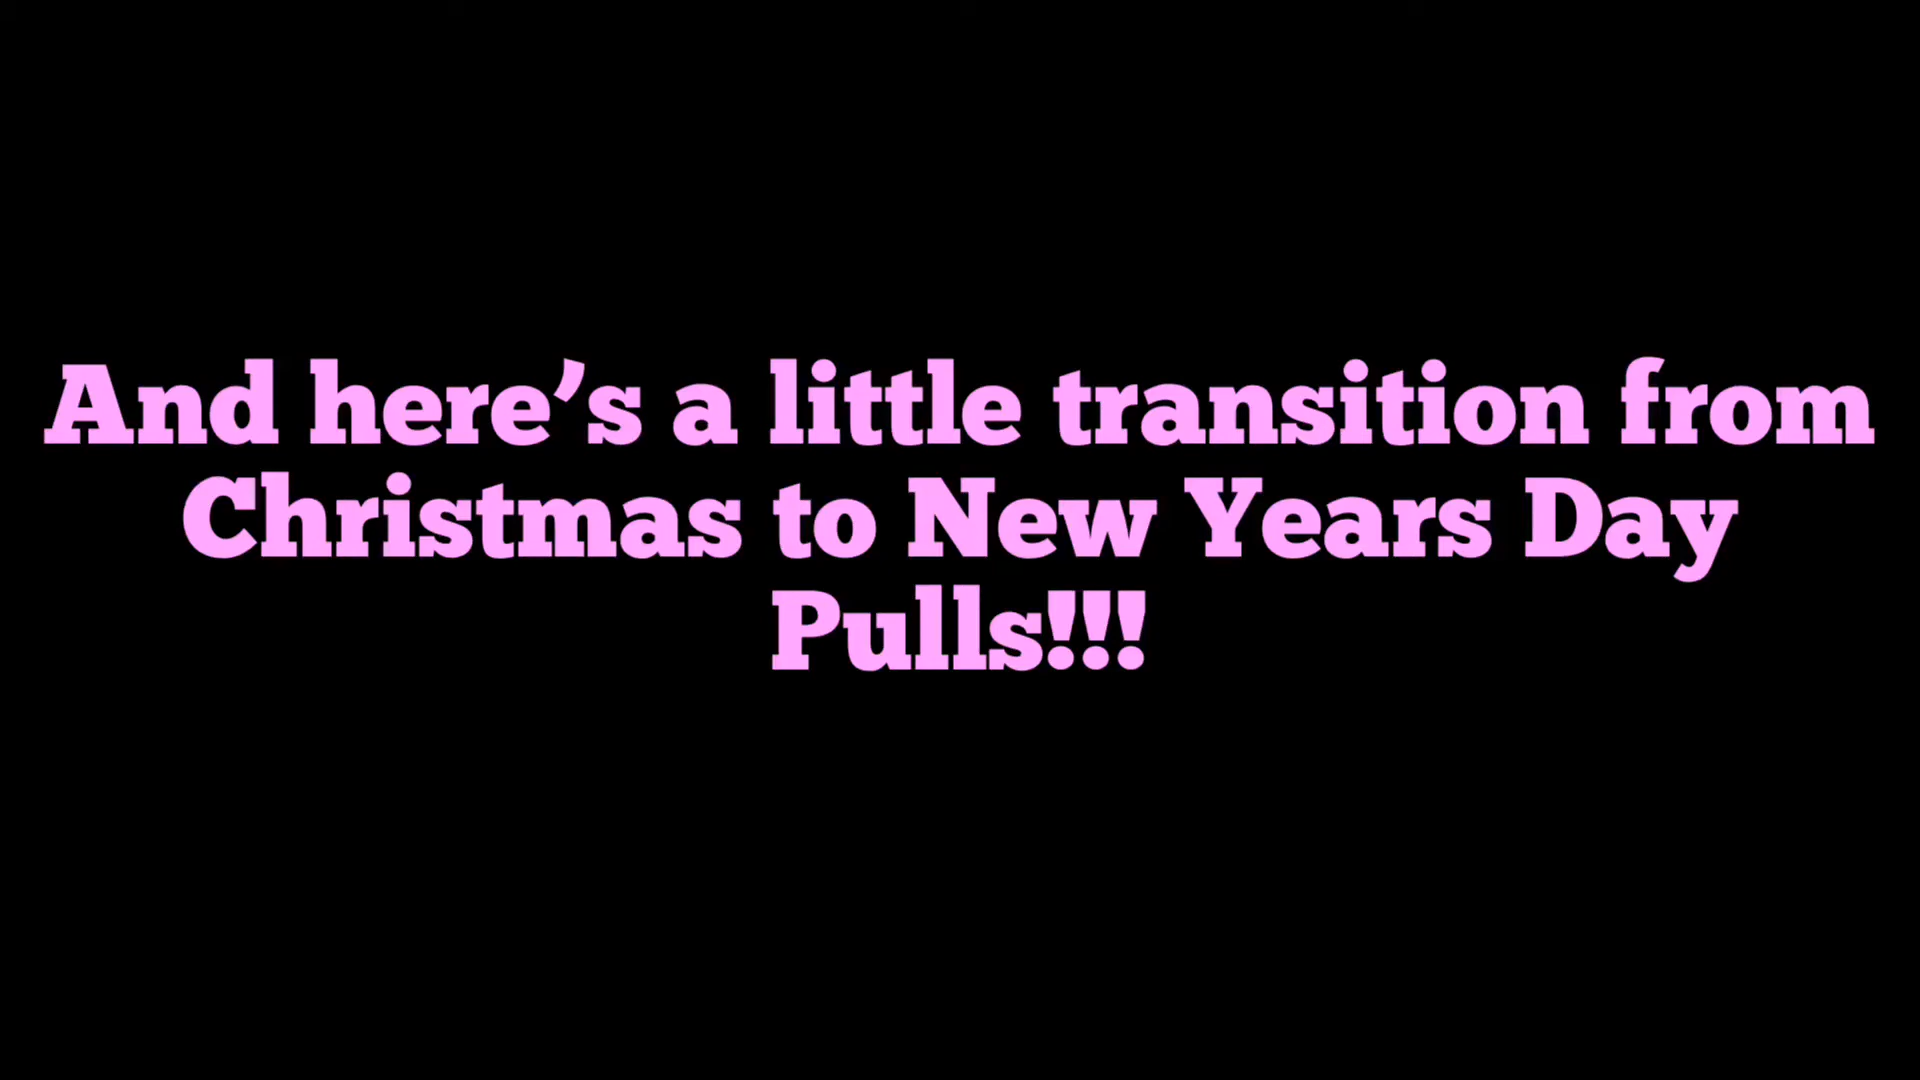 And here’s a little transition from
Christmas to New Years Day
Pulls!!!